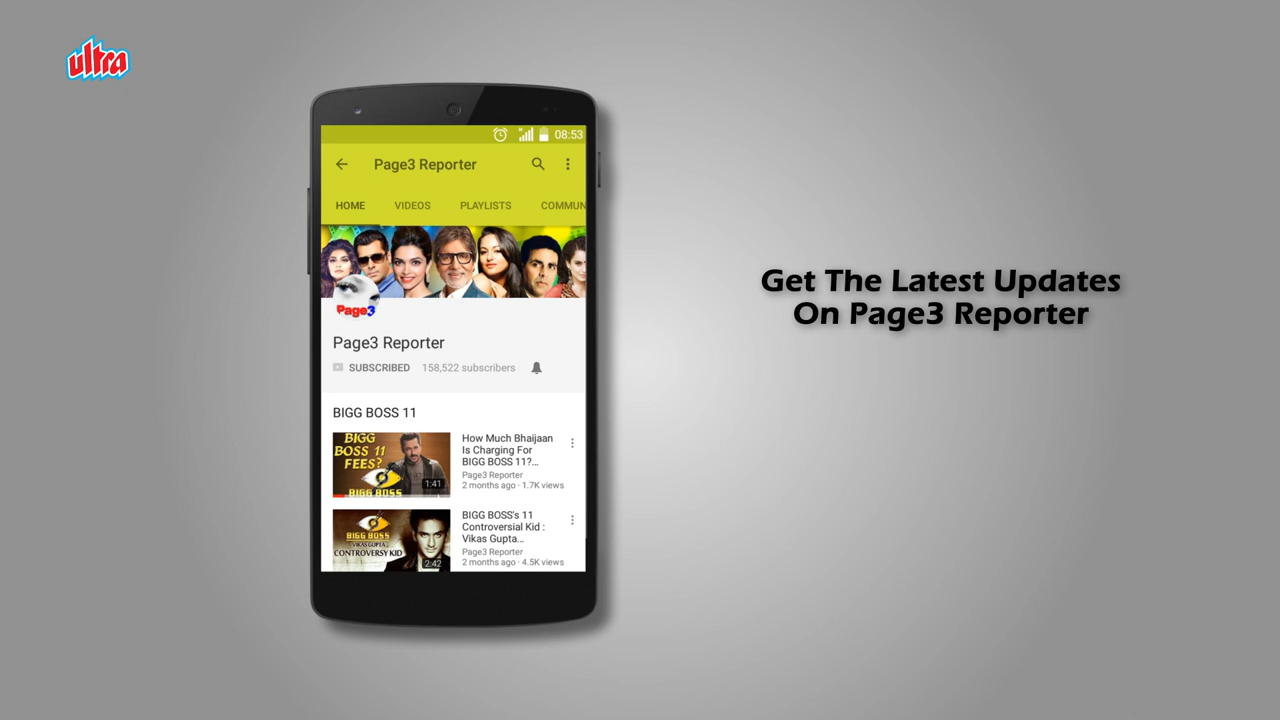 ultra
08:53
Page3 Reporter
HOME VIDEOS PLAYLISTS COMMUN
Page3
Page3 Reporter
SUBSCRIBED 158,522 subscribers
BIGG BOSS 11
BIGG
BOSS 11
FEES?
BIGG BOSS
1:41
How Much Bhaijaan
Is Charging For
BIGG BOSS 11?...
Page3 Reporter
2 months ago · 1.7K views
BIGG BOSS
VIKAS GUPTA
CONTROVERSY KID
2:42
BIGG BOSS's 11
Controversial Kid :
Vikas Gupta...
Page3 Reporter
2 months ago · 4.5K views
Get The Latest Updates
On Page3 Reporter